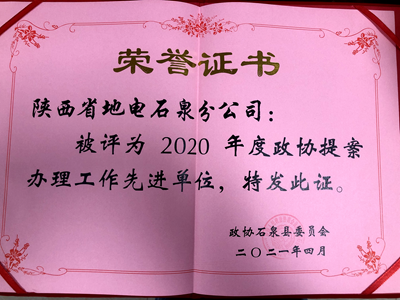 荣誉证书
陕西省地电石泉分公司：
被评为 2020 年度政协提案
办理工作先进单位，特发此证。
政协石泉县委员会
二〇二一年四月